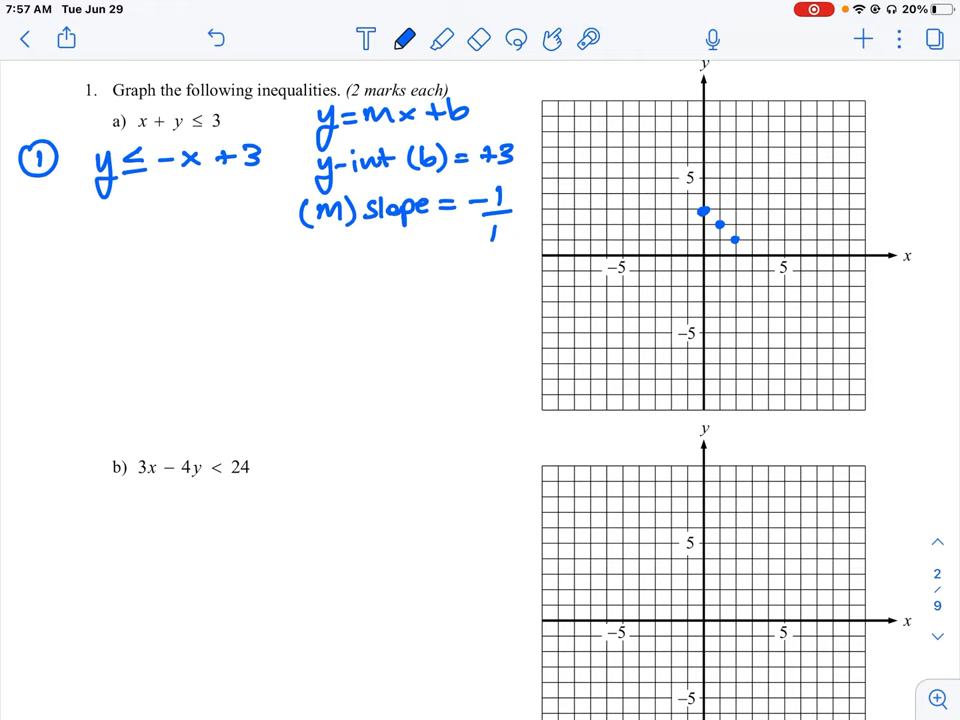 7:57 AM Tue Jun 29
20%
T
1. Graph the following inequalities. (2 marks each)
a) x + y ≤ 3
y = mx + b
① y ≤ -x + 3
y-int (b) = +3
(m) slope = -1/1
y
5
-5
5
x
-5
b) 3x − 4y < 24
y
5
-5
5
x
-5
2
/
9